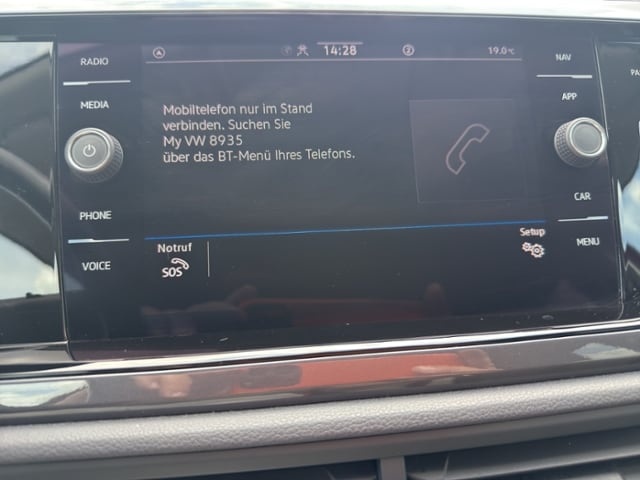 RADIO
MEDIA
PHONE
VOICE
14:28
2
19.0°C
Mobiltelefon nur im Stand
verbinden. Suchen Sie
My VW 8935
über das BT-Menü Ihres Telefons.
Notruf
SOS
Setup
NAV
APP
CAR
MENU